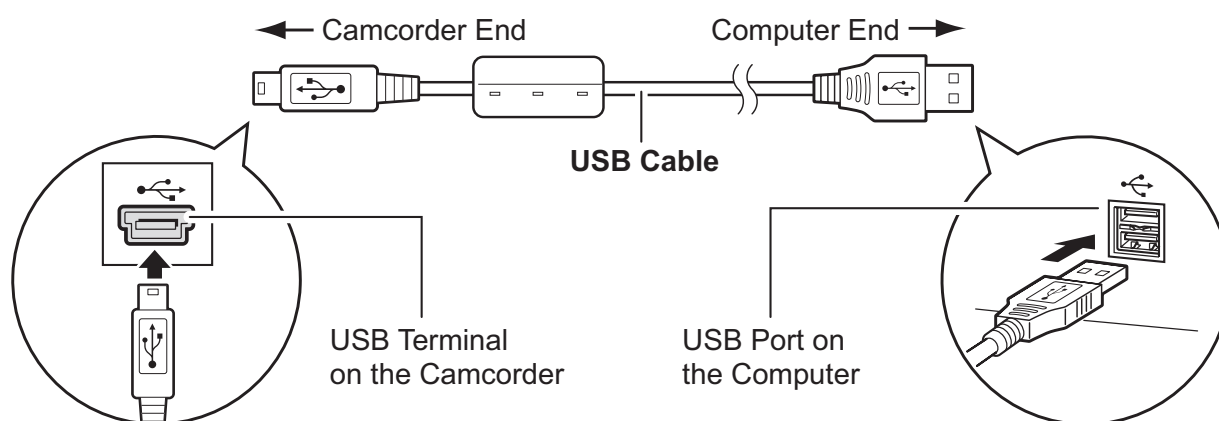 Camcorder End
Computer End
USB Cable
USB Terminal
on the Camcorder
USB Port on
the Computer